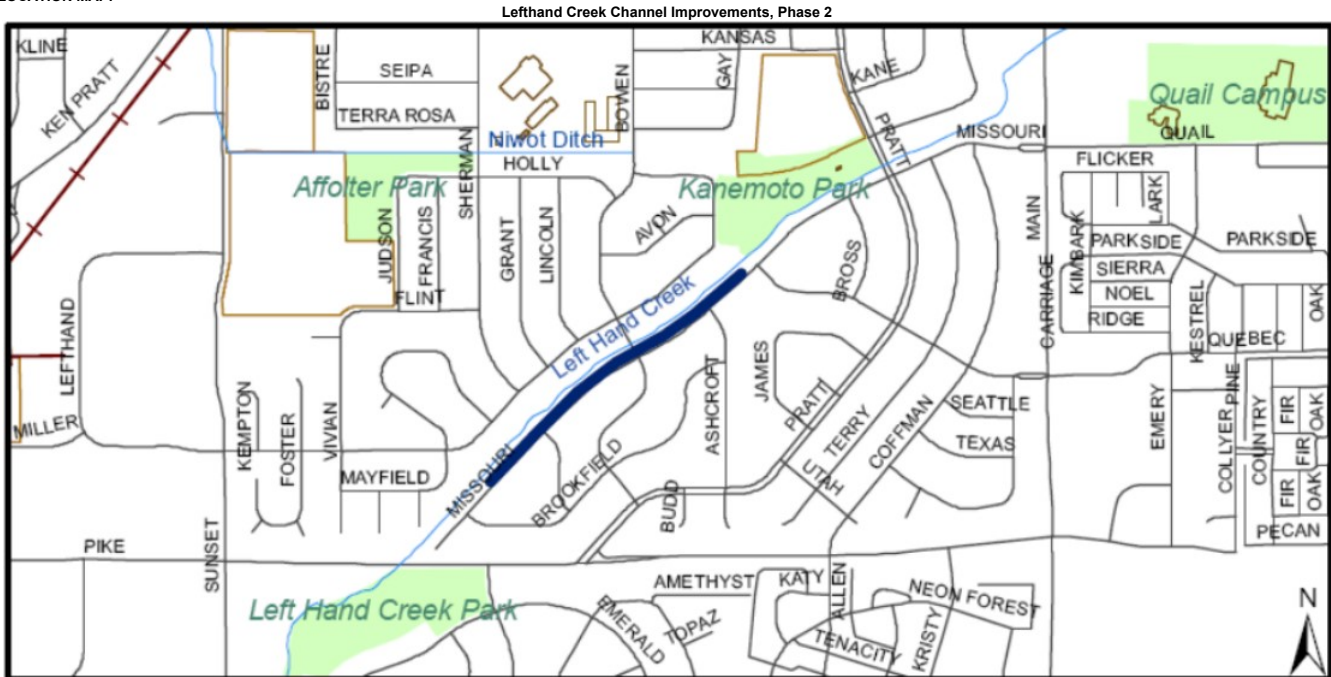 Lefthand Creek Channel Improvements, Phase 2
KLINE
KEN PRATT
BISTRE
SEIPA
TERRA ROSA
SHERMAN
BOWEN
KANSAS
GAY
KANE
PRATT
MISSOURI
Quail Campus
QUAIL
Niwot Ditch
HOLLY
Affolter Park
Kanemoto Park
FLICKER
LARK
JUDSON
FRANCIS
GRANT
LINCOLN
AVON
BROSS
MAIN
KIMBARK
PARKSIDE
PARKSIDE
SIERRA
NOEL
RIDGE
KESTREL
QUEBEC
OAK
FLINT
LEFTHAND
Left Hand Creek
CARRIAGE
MILLER
KEMPTON
FOSTER
VIVIAN
MAYFIELD
MISSOURI
BROOKFIELD
ASHCROFT
JAMES
PRATT
TERRY
COFFMAN
SEATTLE
TEXAS
UTAH
BUDD
EMERY
COLLYER
PINE
COUNTRY
FIR
OAK
FIR
FIR
OAK
PECAN
PIKE
SUNSET
Left Hand Creek Park
AMETHYST
KATY
ALLEN
NEON FOREST
EMERALD
TOPAZ
TENACITY
KRISTY
N